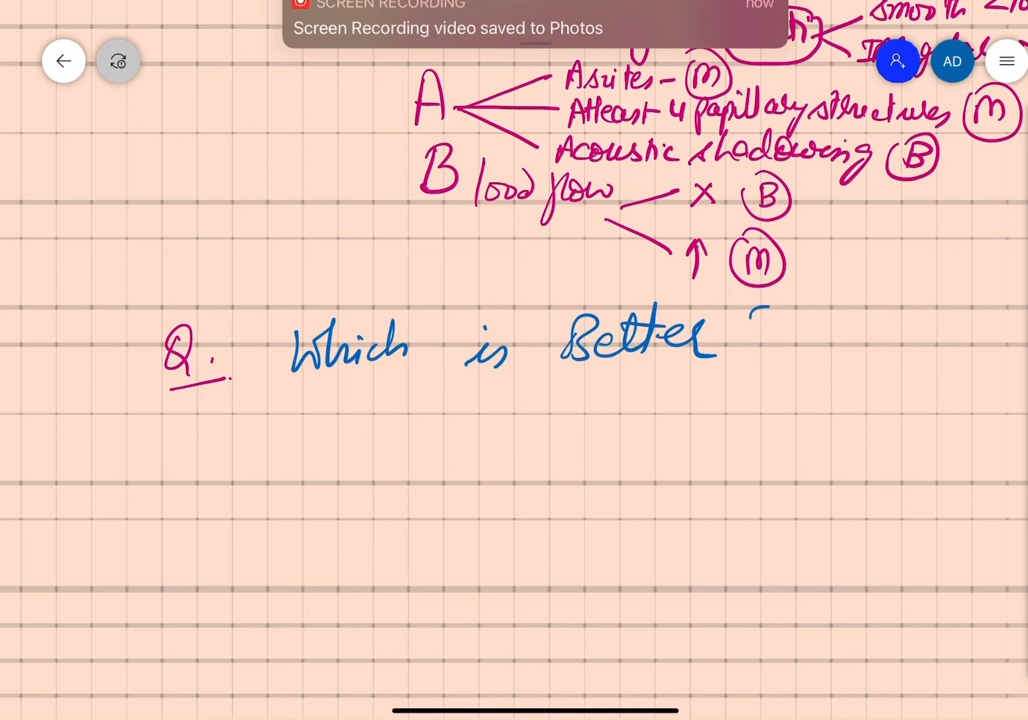 SCREEN RECORDING now
Screen Recording video saved to Photos
Smooth
AD
A
Asites - (M)
Atleast 4 papillary structures (M)
Acoustic shadowing (B)
Blood flow
x (B)
↑ (M)
Q. Which is Better